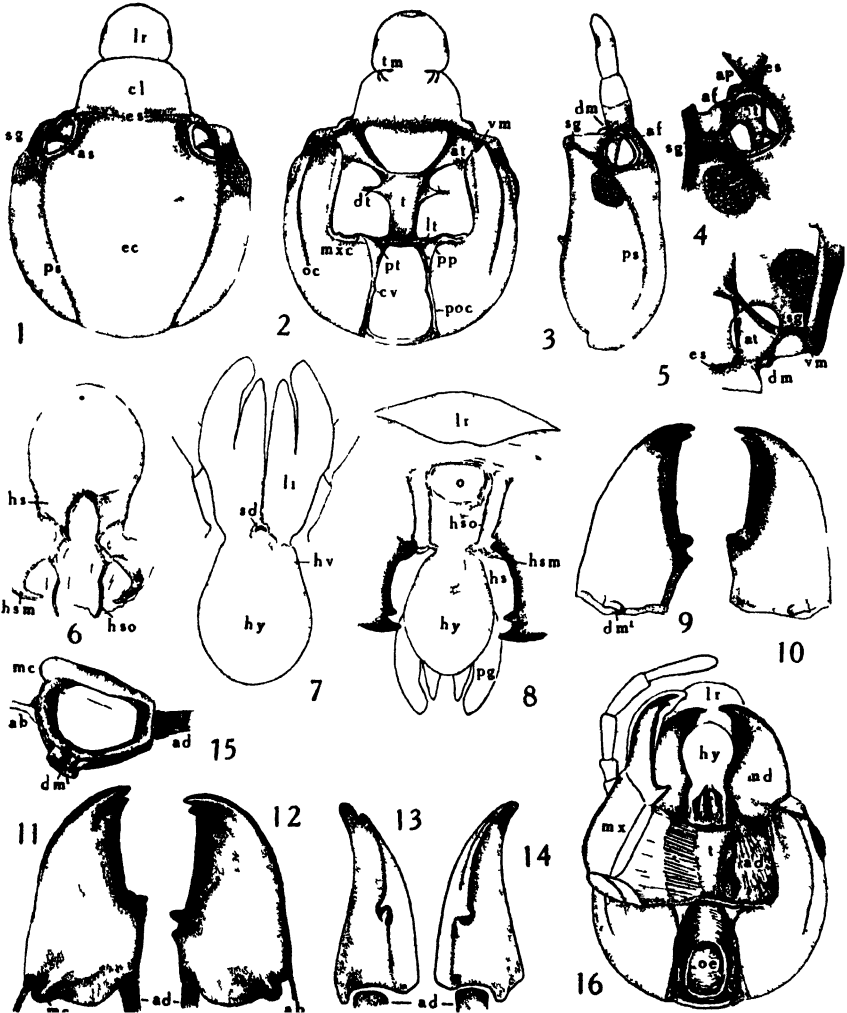 lr
cl
es
sg
as
ec
ps
1
tm
vm
at
dt
t
lt
mxc
oc
pt
pp
cv
poc
2
dm
sg
af
ps
3
ap
es
af
sg
4
sg
at
es
dm
vm
5
hs
hsm
hso
6
li
sd
hv
hy
7
lr
o
hso
hsm
hs
hy
pg
8
dm
9
10
mc
ab
ad
dm
15
11
12
ad
13
14
ad
lr
hy
md
mx
t
ad
oc
16